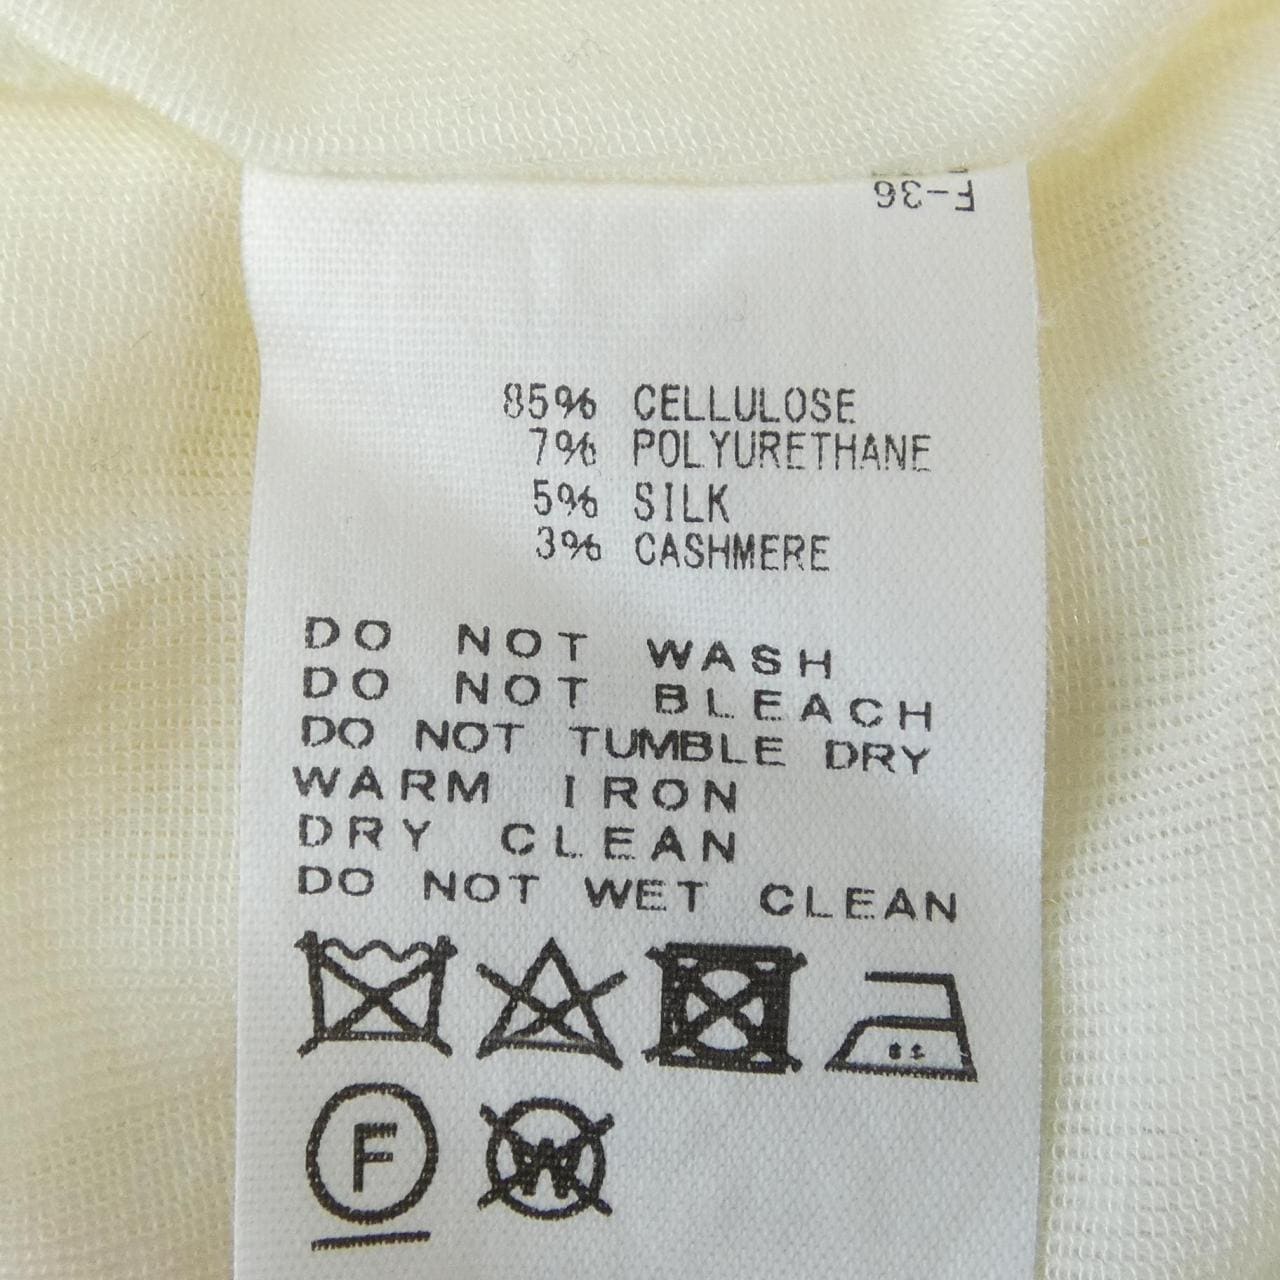 F-36
85% CELLULOSE
7% POLYURETHANE
5% SILK
3% CASHMERE
DO NOT WASH
DO NOT BLEACH
DO NOT TUMBLE DRY
WARM IRON
DRY CLEAN
DO NOT WET CLEAN
F W